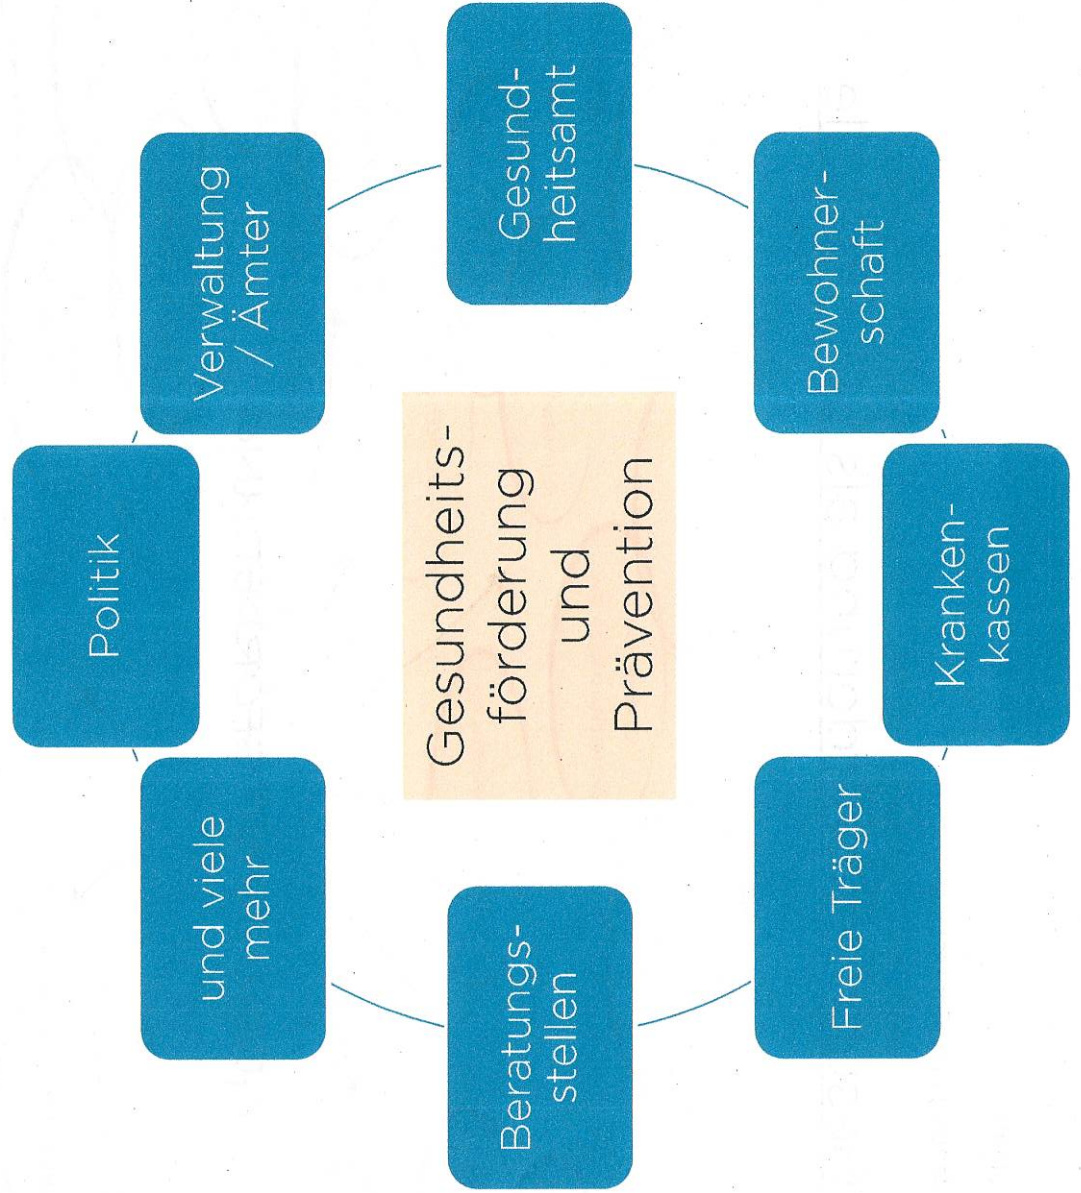 Politik
Verwaltung
/ Ämter
Gesund-
heitsamt
Bewohner-
schaft
Kranken-
kassen
Freie Träger
Beratungs-
stellen
und viele
mehr
Gesundheits-
förderung
und
Prävention